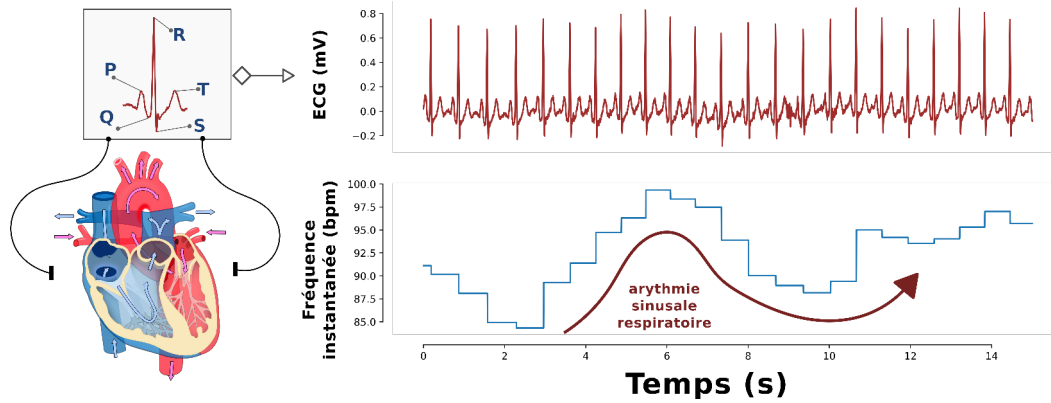 R
P
T
Q
S
ECG (mV)
0.8
0.6
0.4
0.2
0.0
−0.2
Fréquence
instantanée (bpm)
100.0
97.5
95.0
92.5
90.0
87.5
85.0
arythmie
sinusale
respiratoire
0 2 4 6 8 10 12 14
Temps (s)